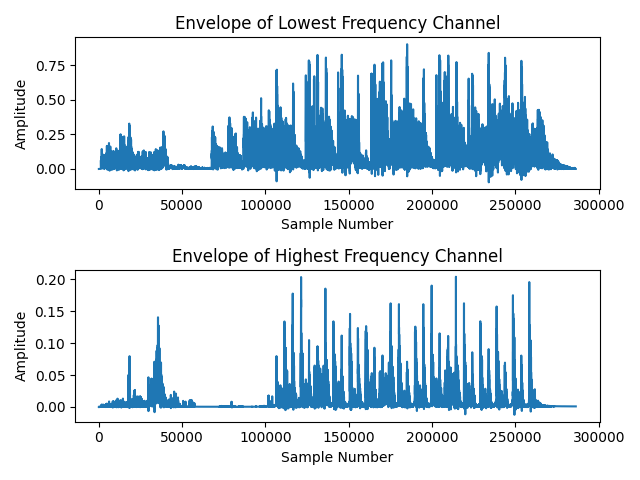 Envelope of Lowest Frequency Channel
Amplitude
0.75
0.50
0.25
0.00
0 50000 100000 150000 200000 250000 300000
Sample Number
Envelope of Highest Frequency Channel
Amplitude
0.20
0.15
0.10
0.05
0.00
0 50000 100000 150000 200000 250000 300000
Sample Number